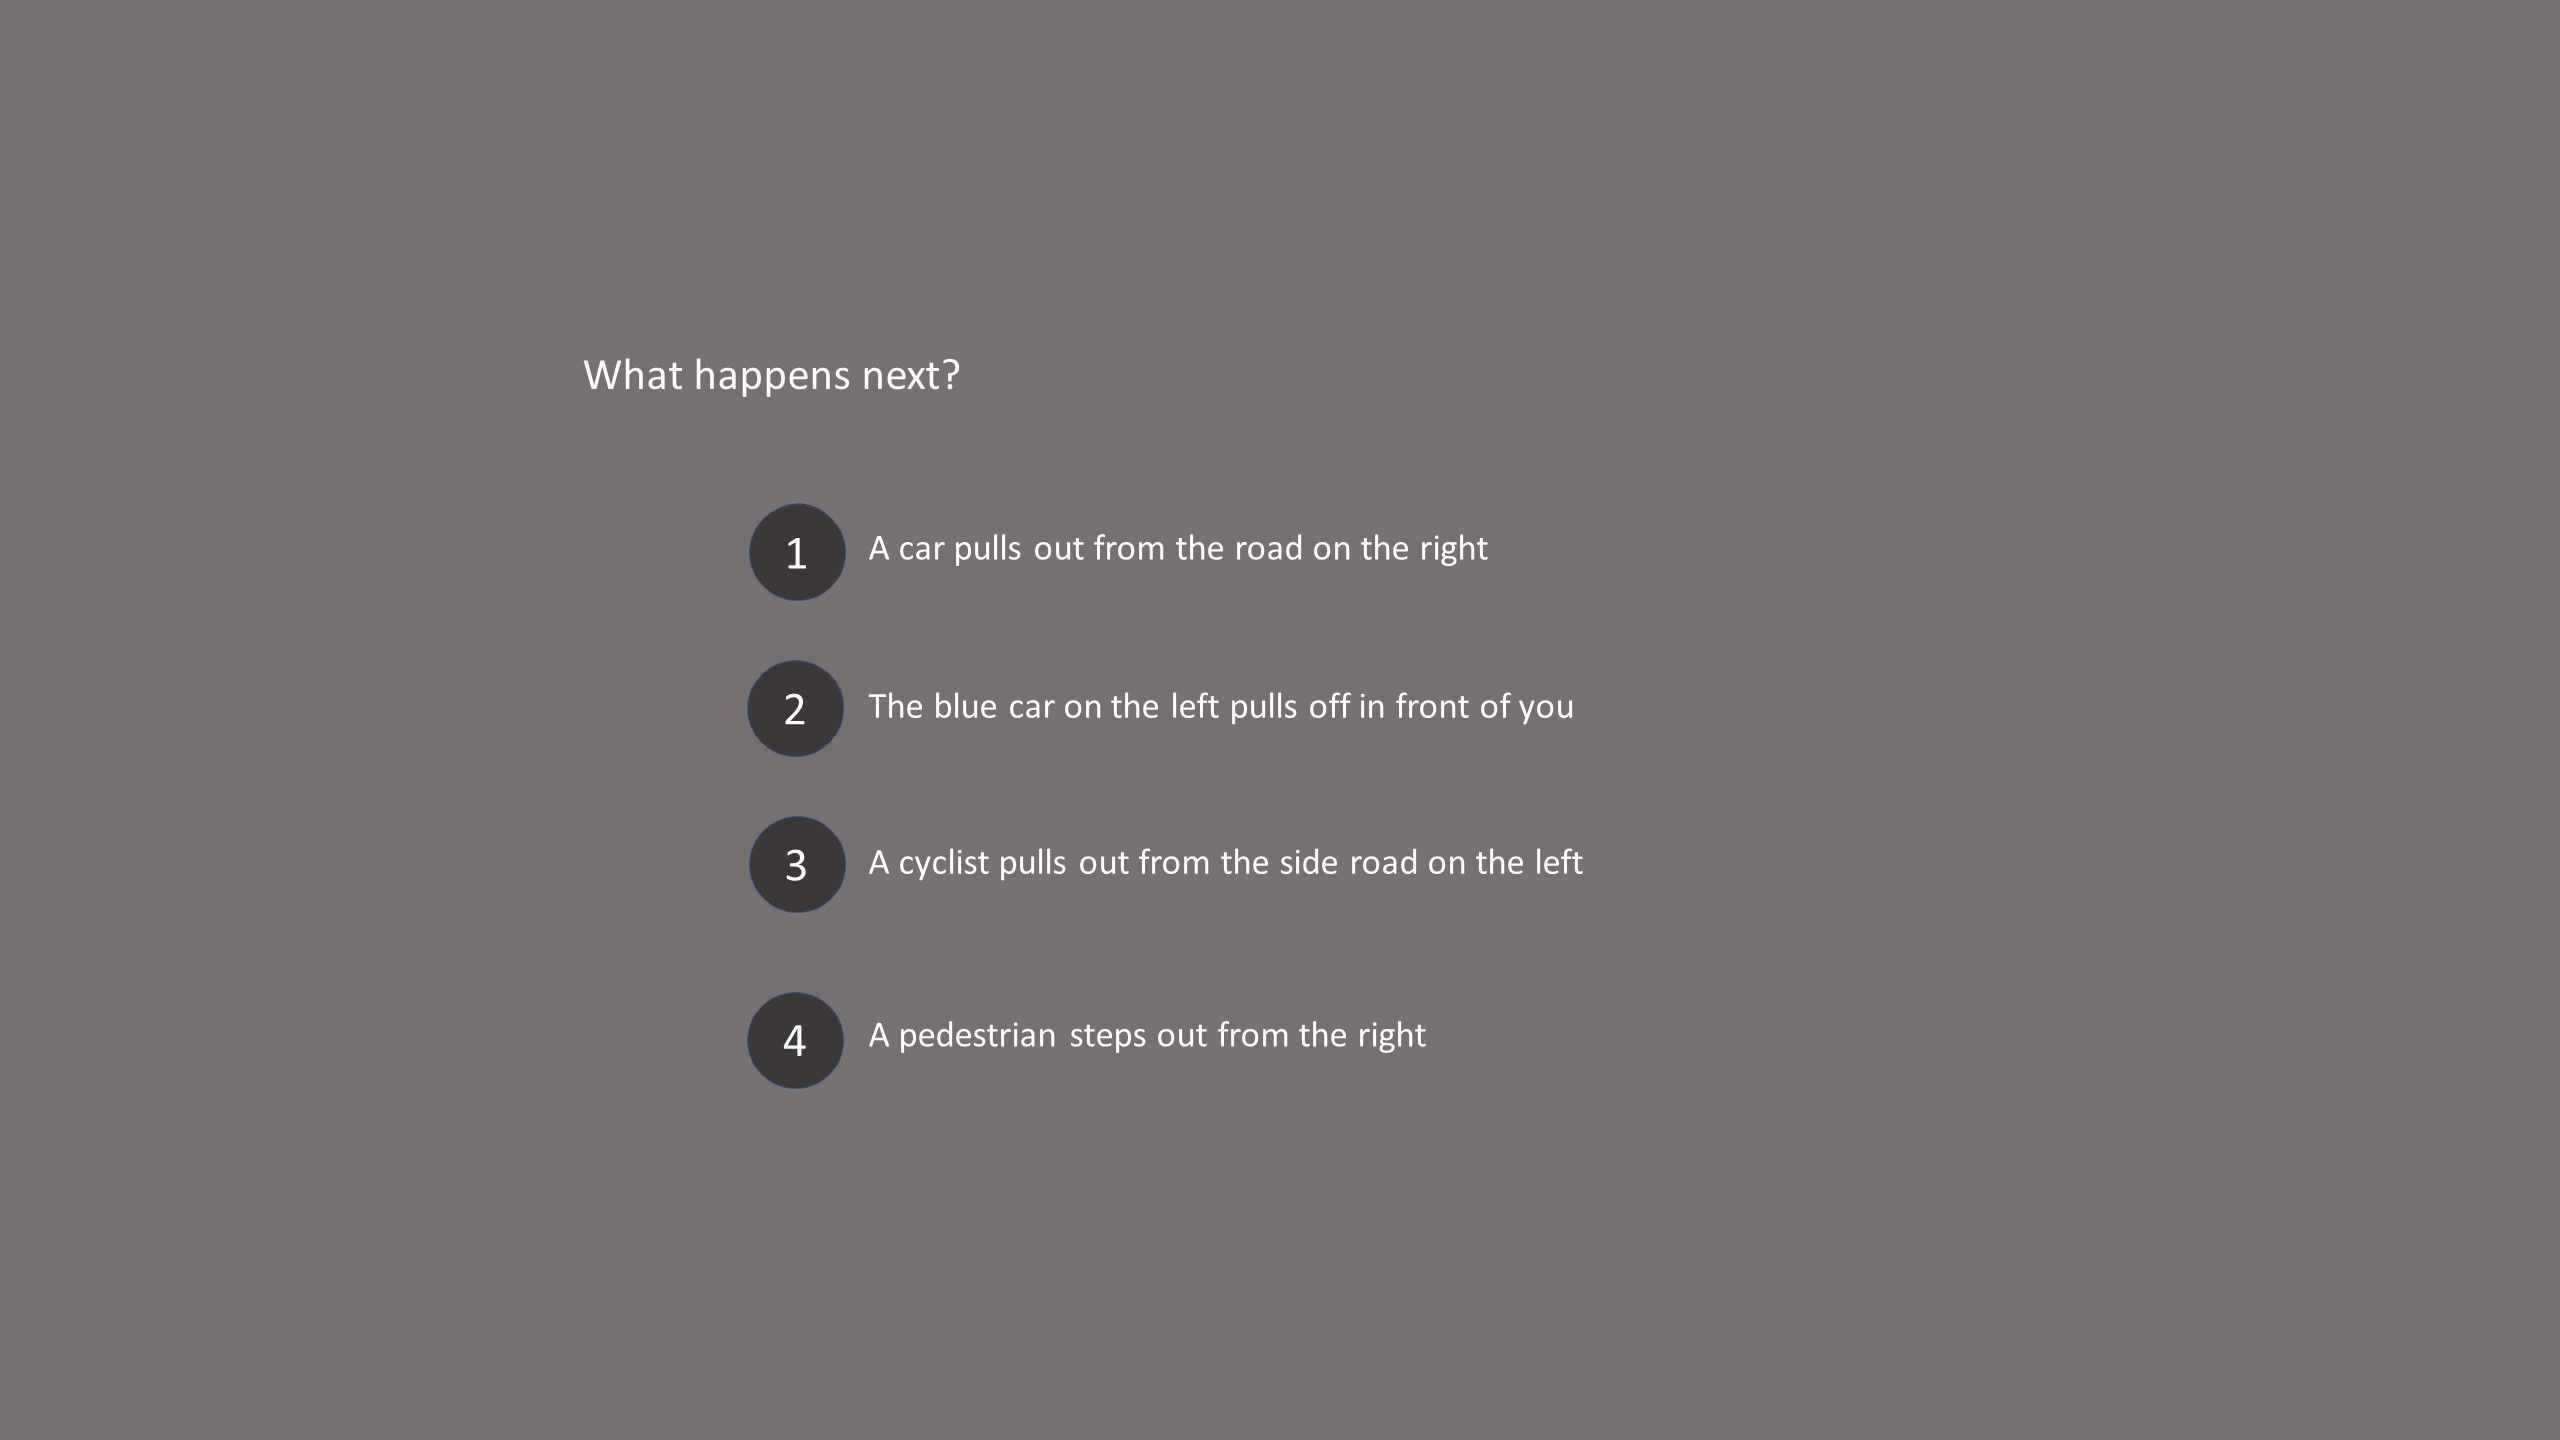 What happens next?
1 A car pulls out from the road on the right
2 The blue car on the left pulls off in front of you
3 A cyclist pulls out from the side road on the left
4 A pedestrian steps out from the right